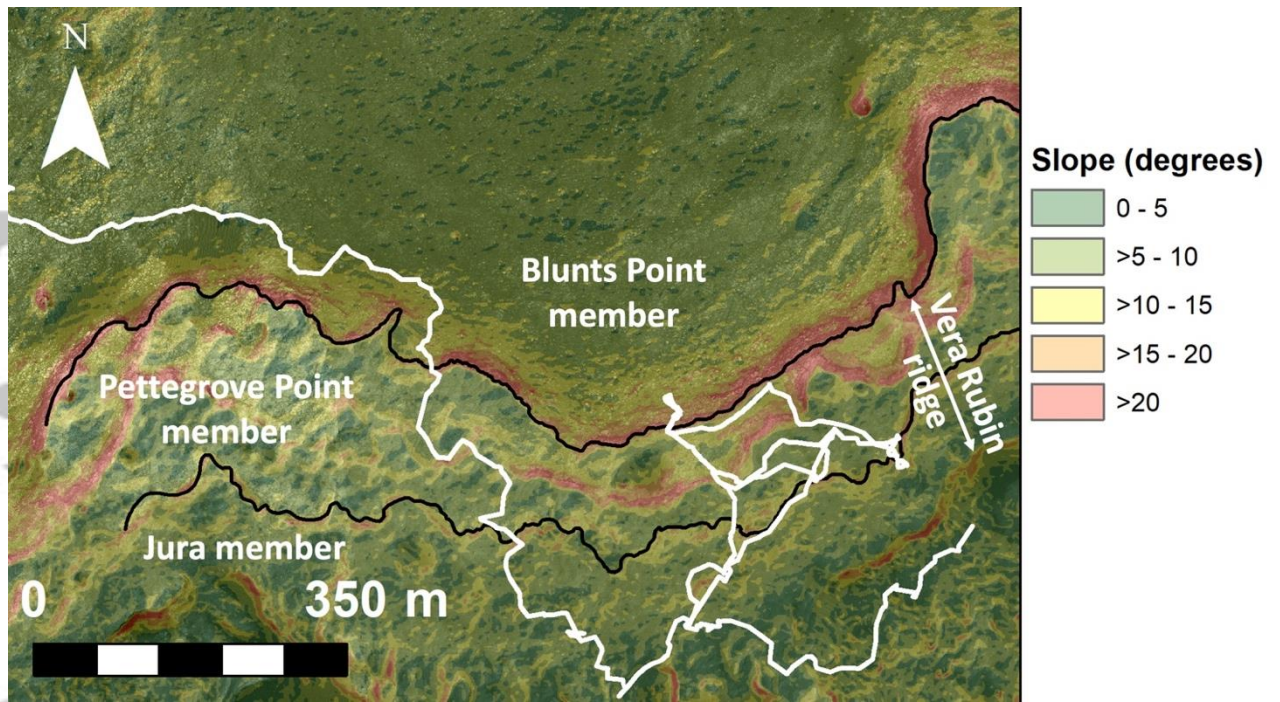 N
Blunts Point
member
Vera Rubin
ridge
Pettegrove Point
member
Jura member
0
350 m
Slope (degrees)
0 - 5
>5 - 10
>10 - 15
>15 - 20
>20